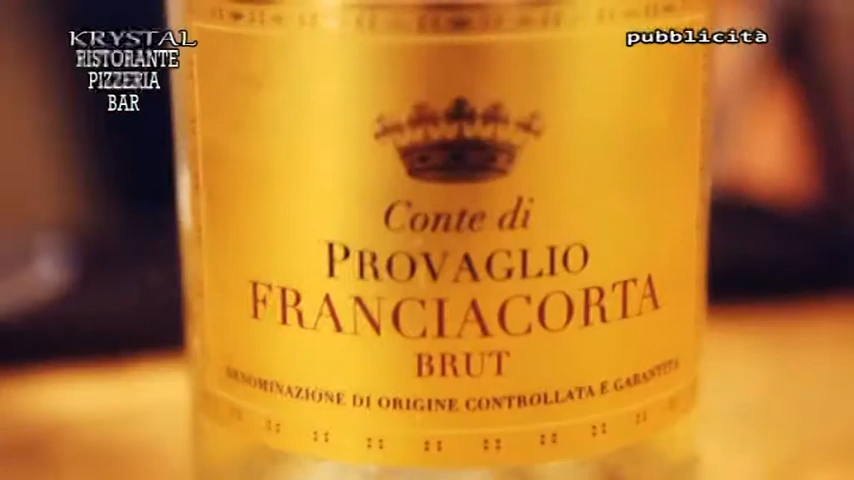 KRYSTAL
RISTORANTE
PIZZERIA
BAR
pubblicità
Conte di
PROVAGLIO
FRANCIACORTA
BRUT
DENOMINAZIONE DI ORIGINE CONTROLLATA E GARANTITA